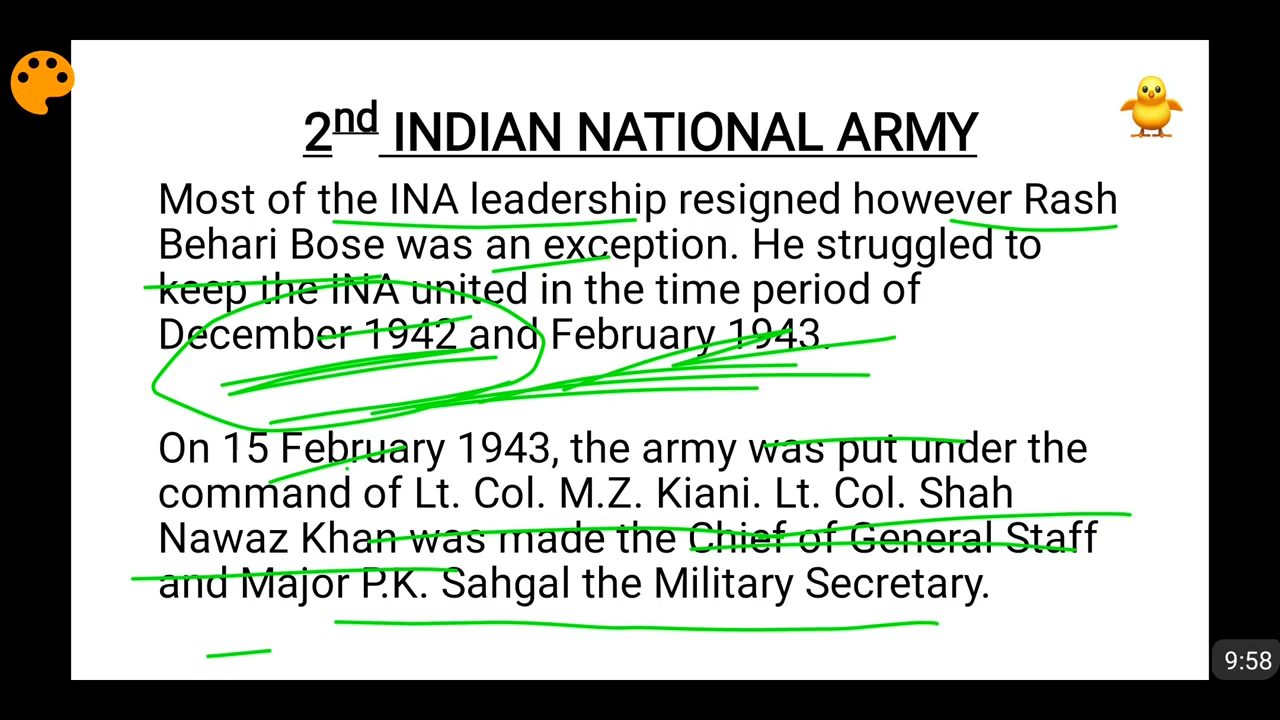 2nd INDIAN NATIONAL ARMY
Most of the INA leadership resigned however Rash
Behari Bose was an exception. He struggled to
keep the INA united in the time period of
December 1942 and February 1943.
On 15 February 1943, the army was put under the
command of Lt. Col. M.Z. Kiani. Lt. Col. Shah
Nawaz Khan was made the Chief of General Staff
and Major P.K. Sahgal the Military Secretary.
9:58